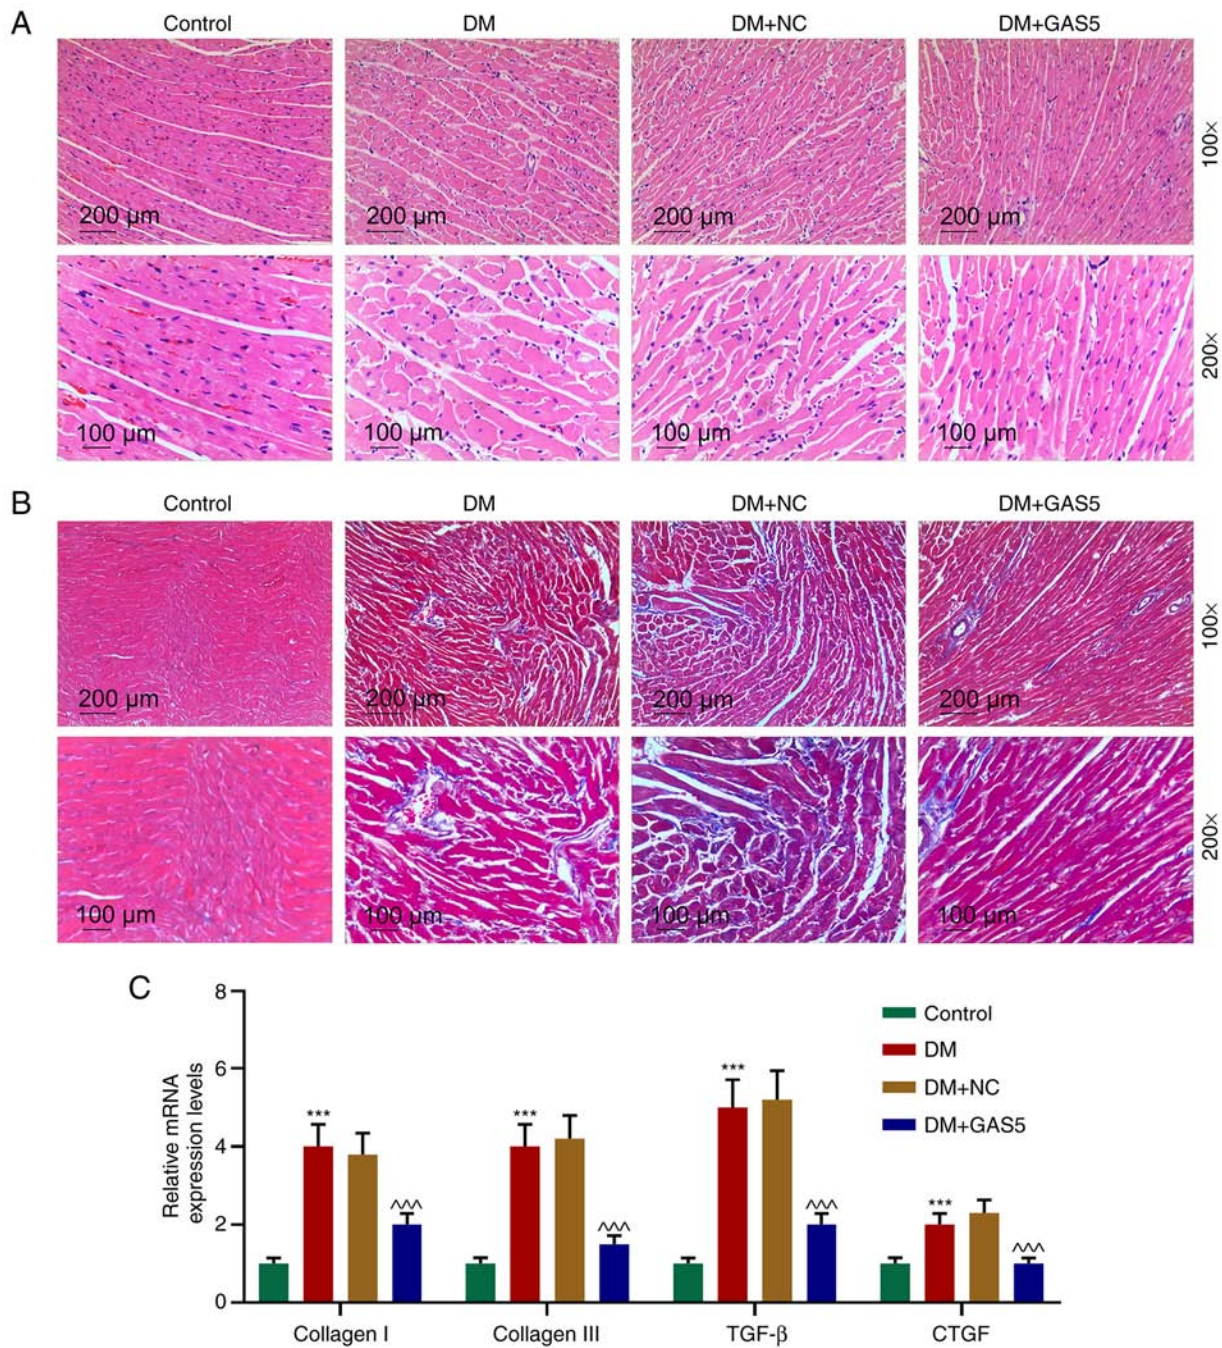 A
Control
DM
DM+NC
DM+GAS5
200 µm
200 µm
200 µm
200 µm
100×
100 µm
100 µm
100 µm
100 µm
200×
B
Control
DM
DM+NC
DM+GAS5
200 µm
200 µm
200 µm
200 µm
100×
100 µm
100 µm
100 µm
100 µm
200×
C
Relative mRNA
expression levels
8
6
4
2
0
***
^^^
***
^^^
***
^^^
***
^^^
Control
DM
DM+NC
DM+GAS5
Collagen I
Collagen III
TGF-β
CTGF